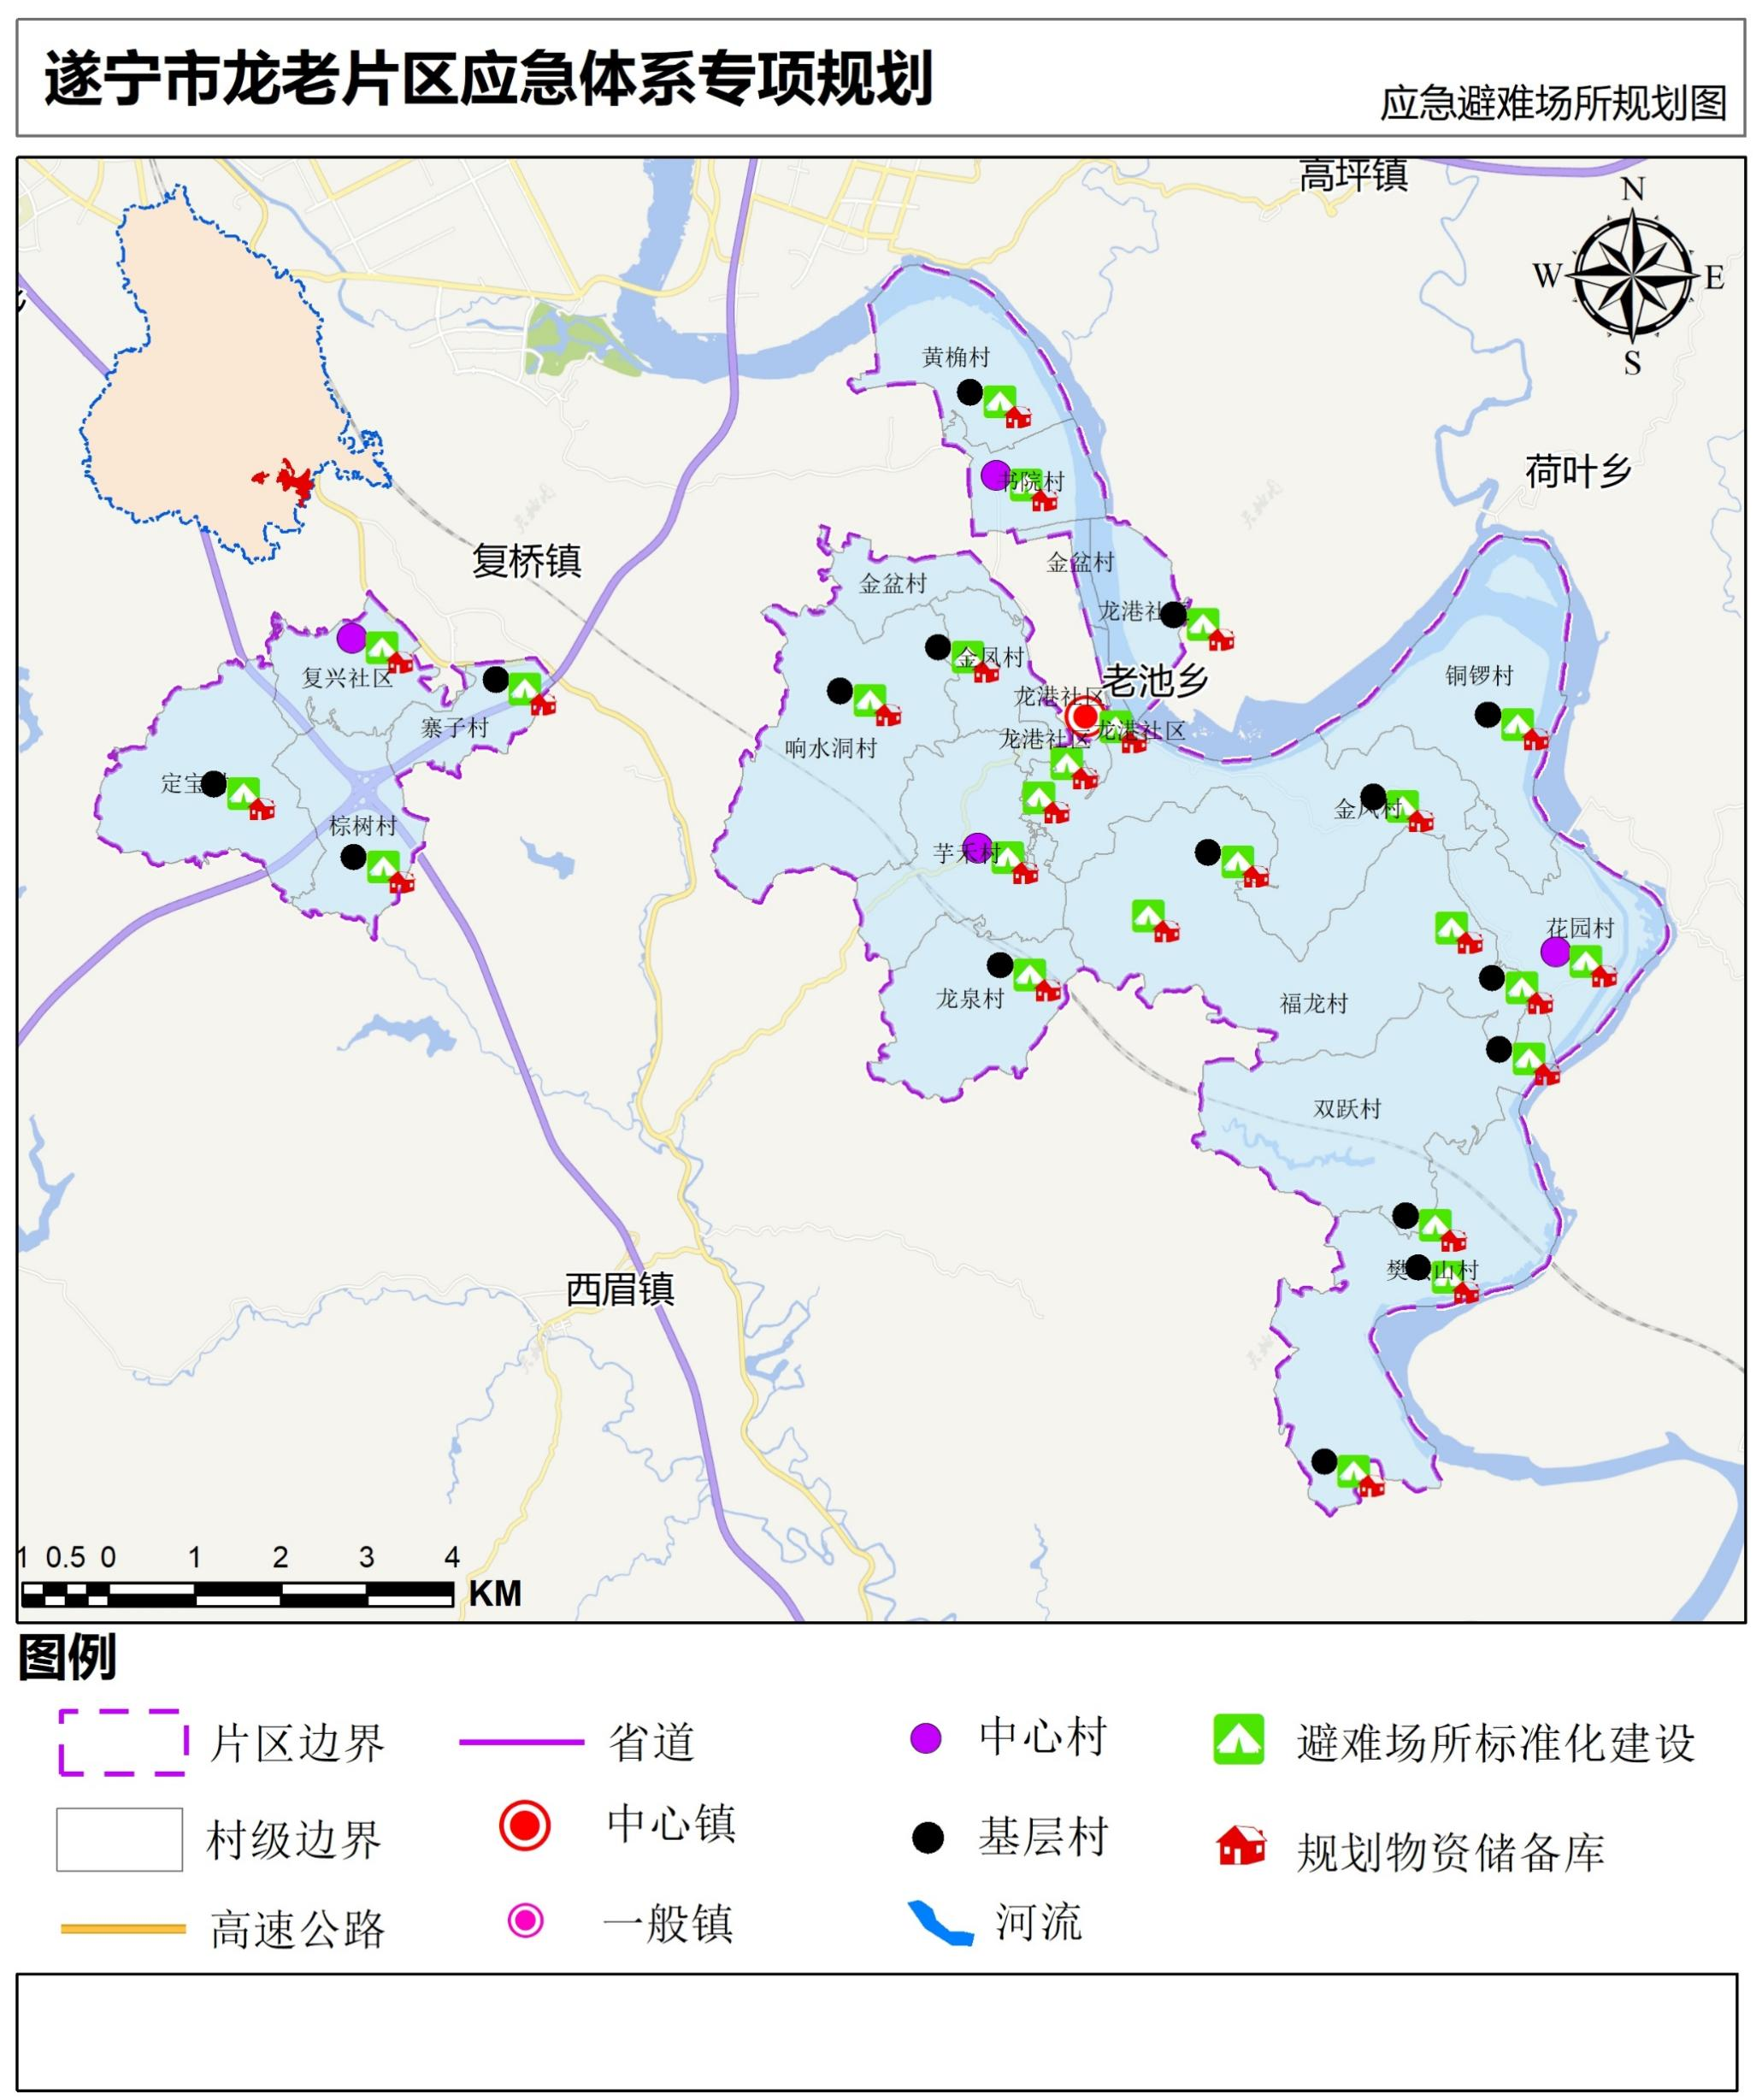 遂宁市龙老片区应急体系专项规划
应急避难场所规划图
高坪镇
N
W
E
S
黄桷村
荷叶乡
书院村
复桥镇
金盆村
金盆村
龙港社
金凤村
复兴社区
铜锣村
老池乡
龙港社区
寨子村
龙港社区
龙港社区
响水洞村
定宝
金凤村
棕树村
芋禾村
花园村
龙泉村
福龙村
双跃村
樊 山村
西眉镇
1 0.5 0 1 2 3 4
KM
图例
片区边界
省道
中心村
避难场所标准化建设
村级边界
中心镇
基层村
规划物资储备库
高速公路
一般镇
河流